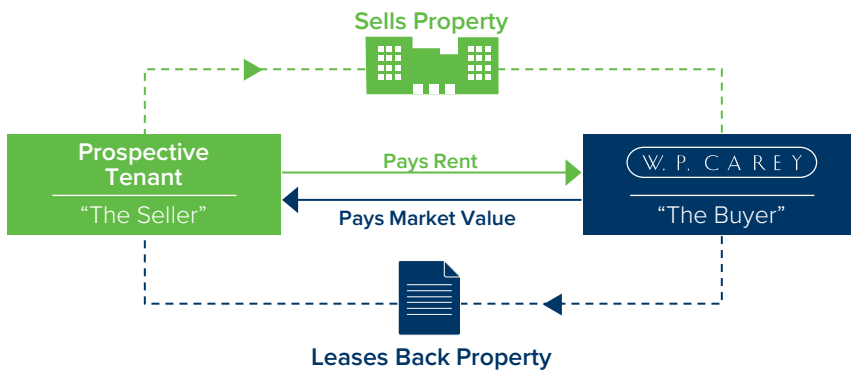 Sells Property
Prospective
Tenant
“The Seller”
Pays Rent
Pays Market Value
W. P. CAREY
“The Buyer”
Leases Back Property